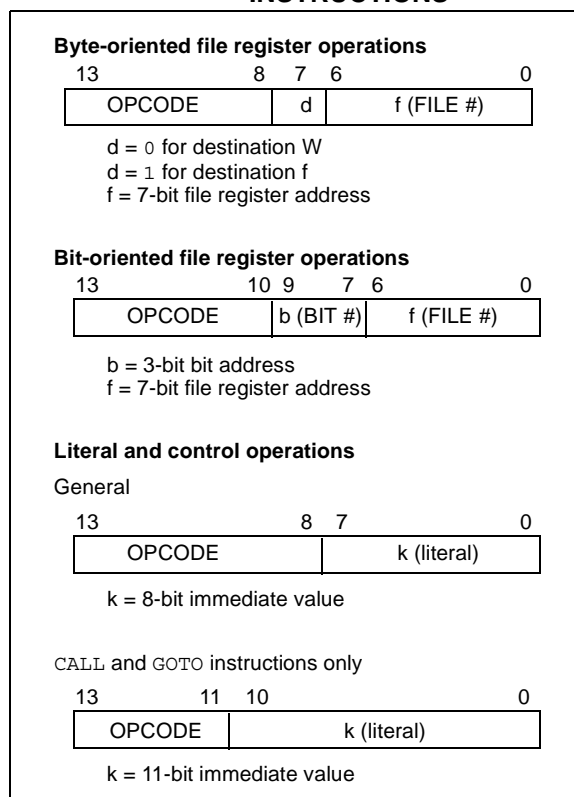 INSTRUCTIONS
Byte-oriented file register operations
13 8 7 6 0
OPCODE d f (FILE #)
d = 0 for destination W
d = 1 for destination f
f = 7-bit file register address
Bit-oriented file register operations
13 10 9 7 6 0
OPCODE b (BIT #) f (FILE #)
b = 3-bit bit address
f = 7-bit file register address
Literal and control operations
General
13 8 7 0
OPCODE k (literal)
k = 8-bit immediate value
CALL and GOTO instructions only
13 11 10 0
OPCODE k (literal)
k = 11-bit immediate value